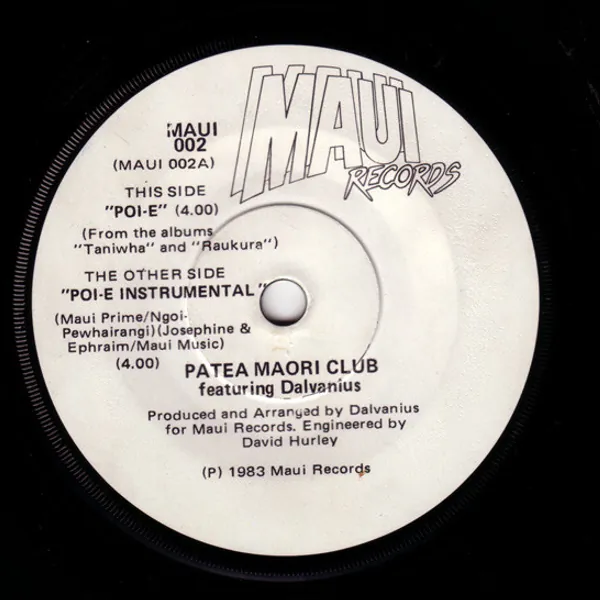 MAUI
RECORDS
MAUI
002
(MAUI 002A)
THIS SIDE
"POI-E" (4.00)
(From the albums
"Taniwha" and "Raukura")
THE OTHER SIDE
"POI-E INSTRUMENTAL"
(Maui Prime/Ngoi-
Pewhairangi)(Josephine &
Ephraim/Maui Music)
(4.00)
PATEA MAORI CLUB
featuring Dalvanius
Produced and Arranged by Dalvanius
for Maui Records. Engineered by
David Hurley
(P) 1983 Maui Records